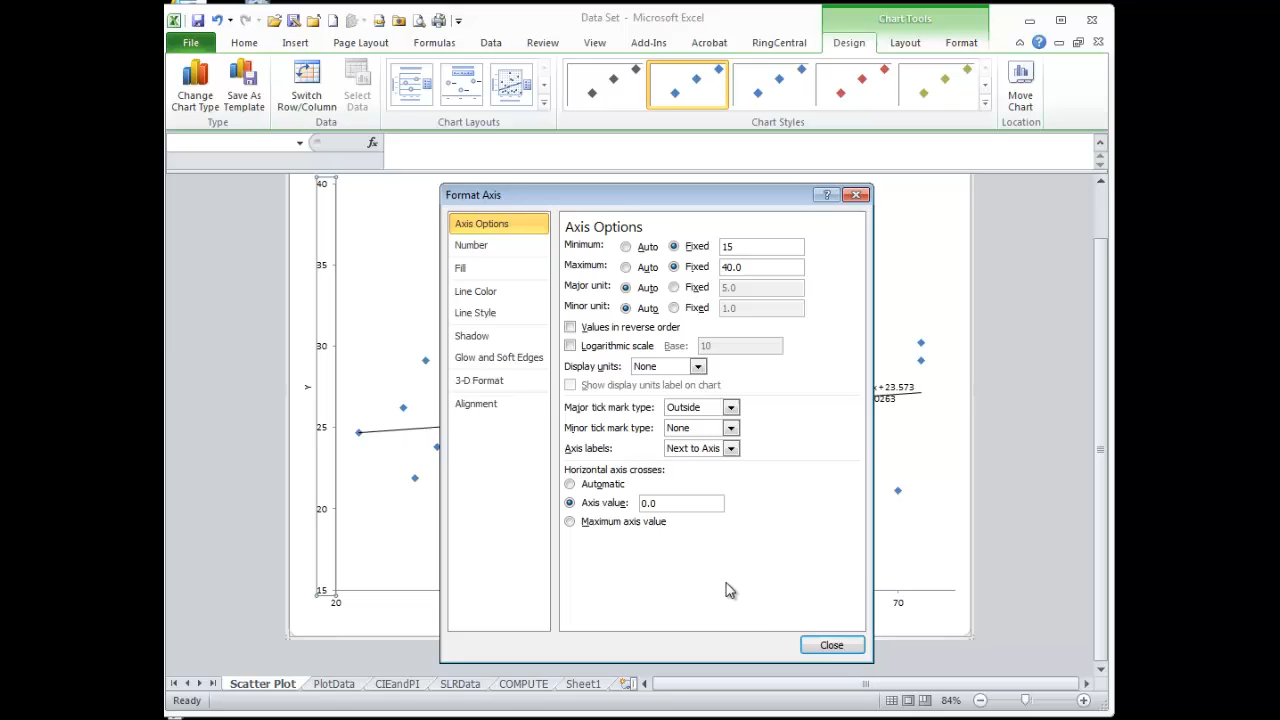 Data Set - Microsoft Excel
Chart Tools
File Home Insert Page Layout Formulas Data Review View Add-Ins Acrobat RingCentral Design Layout Format
Change Chart Type
Save As Template
Switch Row/Column
Select Data
Move Chart
Type Data Chart Layouts Chart Styles Location
fx
40
35
30
25
20
15
Y
20
70
x + 23.573
0263
Format Axis
Axis Options
Number
Fill
Line Color
Line Style
Shadow
Glow and Soft Edges
3-D Format
Alignment
Axis Options
Minimum: Auto Fixed 15
Maximum: Auto Fixed 40.0
Major unit: Auto Fixed 5.0
Minor unit: Auto Fixed 1.0
Values in reverse order
Logarithmic scale Base: 10
Display units: None
Show display units label on chart
Major tick mark type: Outside
Minor tick mark type: None
Axis labels: Next to Axis
Horizontal axis crosses:
Automatic
Axis value: 0.0
Maximum axis value
Close
Scatter Plot PlotData CIEandPI SLRData COMPUTE Sheet1
Ready 84%